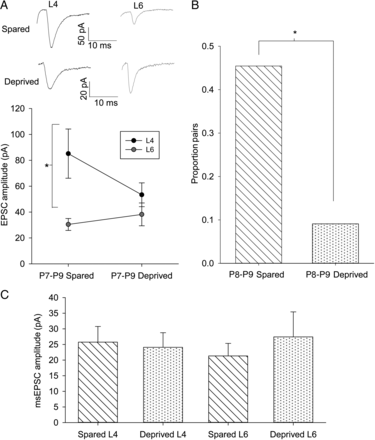 A
L4
L6
Spared
50 pA
10 ms
Deprived
20 pA
10 ms
120
100
80
60
40
20
0
EPSC amplitude (pA)
*
L4
L6
P7-P9 Spared
P7-P9 Deprived
B
*
0.5
0.4
0.3
0.2
0.1
0.0
Proportion pairs
P8-P9 Spared
P8-P9 Deprived
C
40
35
30
25
20
15
10
5
0
msEPSC amplitude (pA)
Spared L4
Deprived L4
Spared L6
Deprived L6